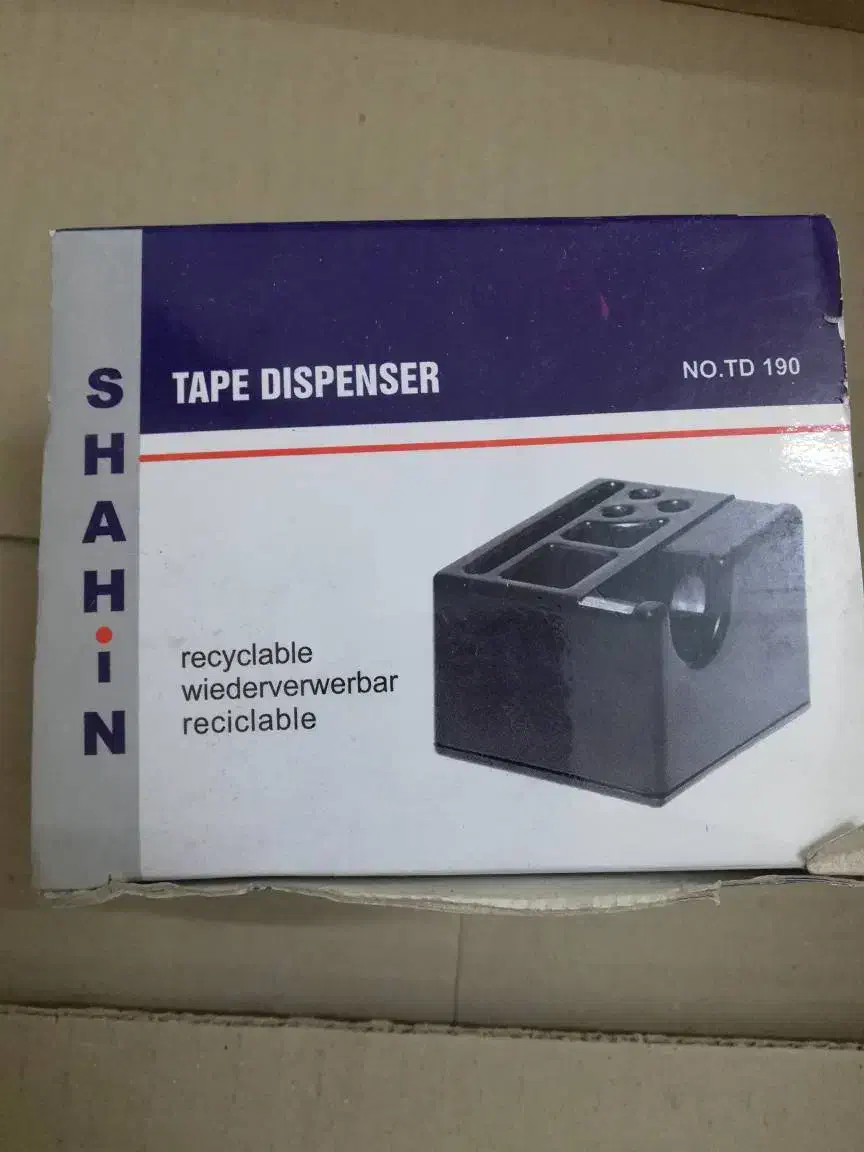 SHAHiN
TAPE DISPENSER
NO.TD 190
recyclable
wiederverwerbar
reciclable